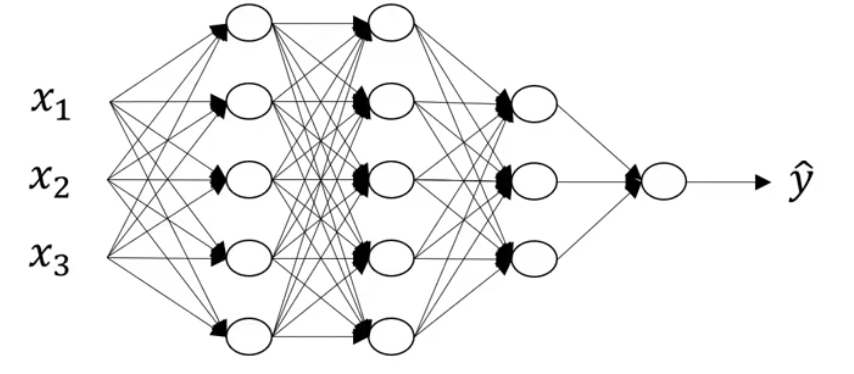 x₁
x₂
x₃
ŷ